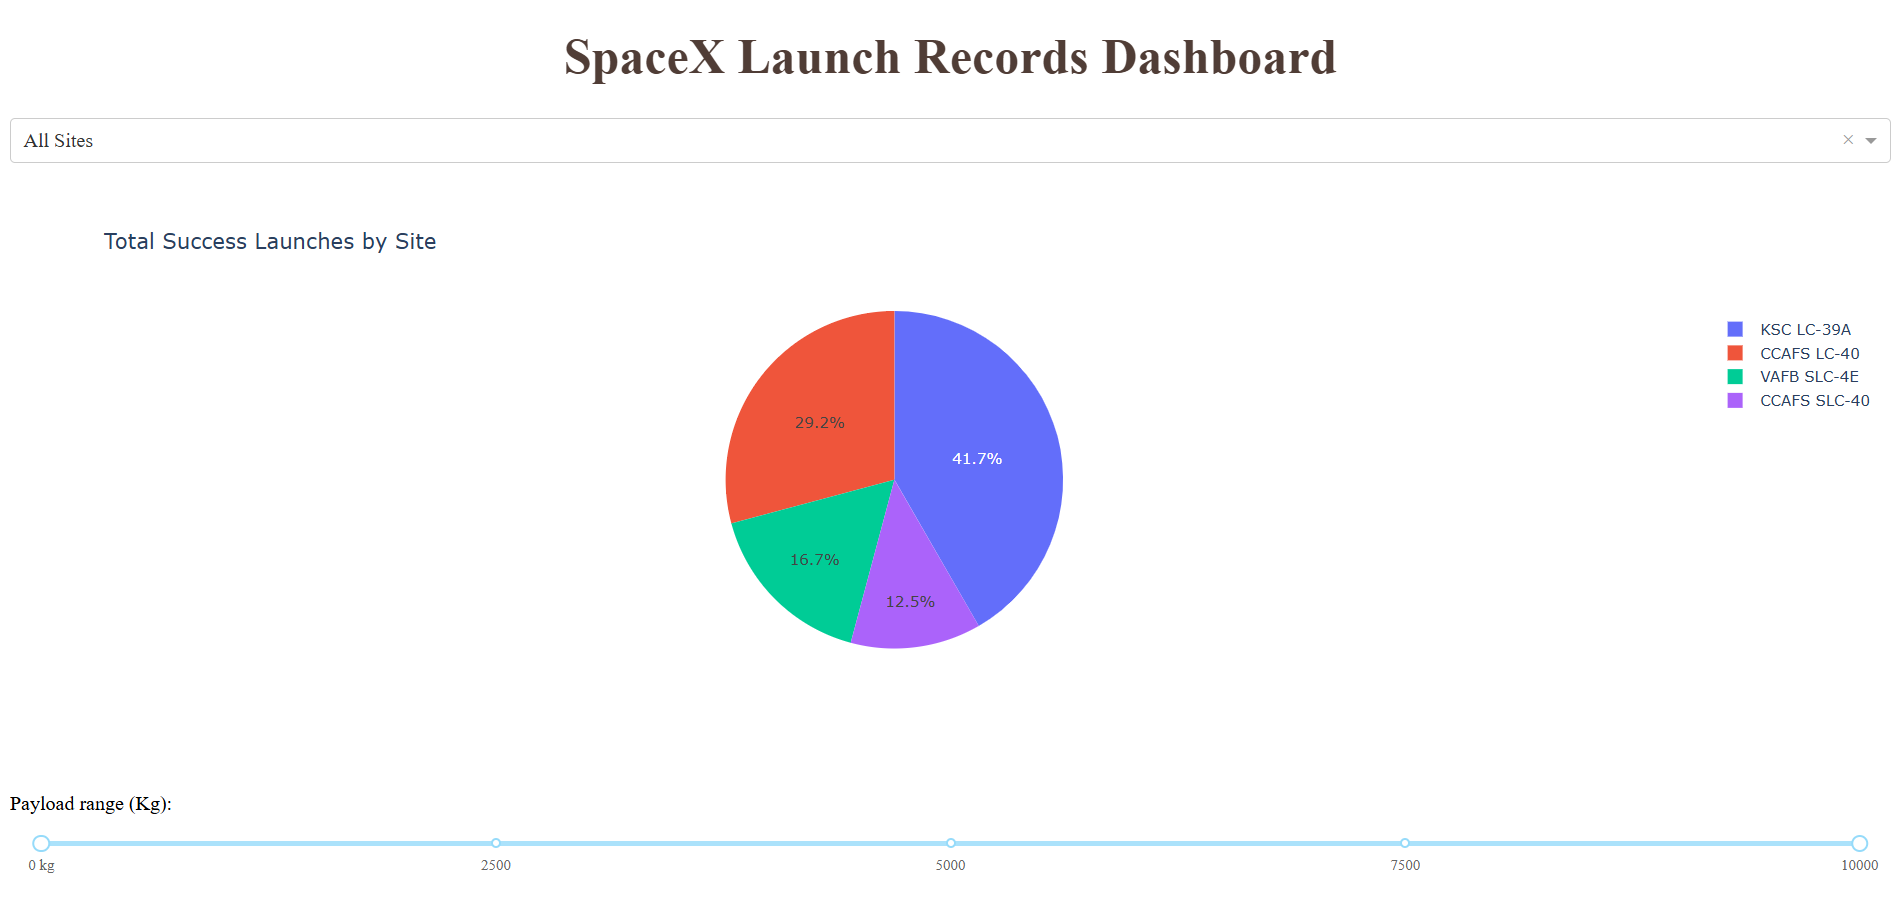 SpaceX Launch Records Dashboard
All Sites × 
Total Success Launches by Site
KSC LC-39A
CCAFS LC-40
VAFB SLC-4E
CCAFS SLC-40
29.2%
41.7%
16.7%
12.5%
Payload range (Kg):
0 kg 2500 5000 7500 10000